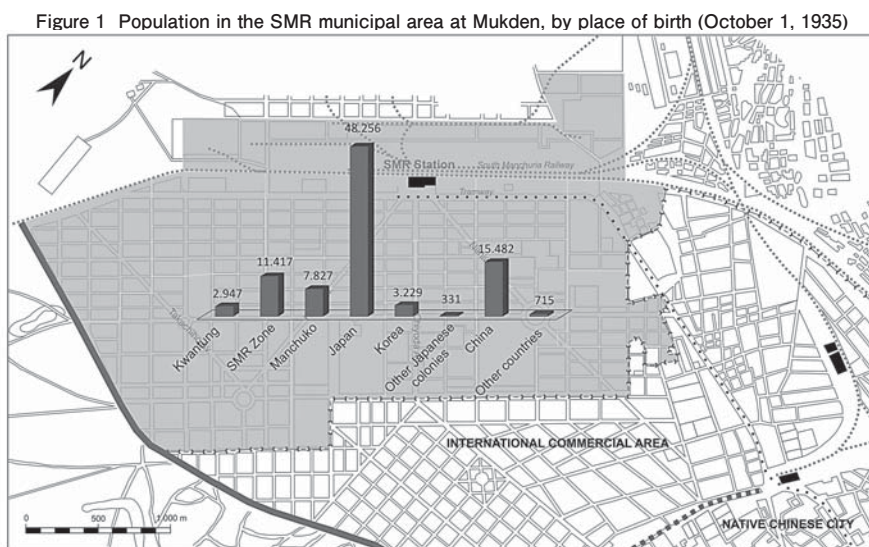 Figure 1 Population in the SMR municipal area at Mukden, by place of birth (October 1, 1935)
N
48.256
SMR Station
South Manchuria Railway
Tramway
15.482
11.417
7.827
2.947
3.229
331
715
Kwantung
SMR Zone
Manchuko
Japan
Korea
Other Japanese
colonies
China
Other countries
INTERNATIONAL COMMERCIAL AREA
0 500 1.000 m
NATIVE CHINESE CITY